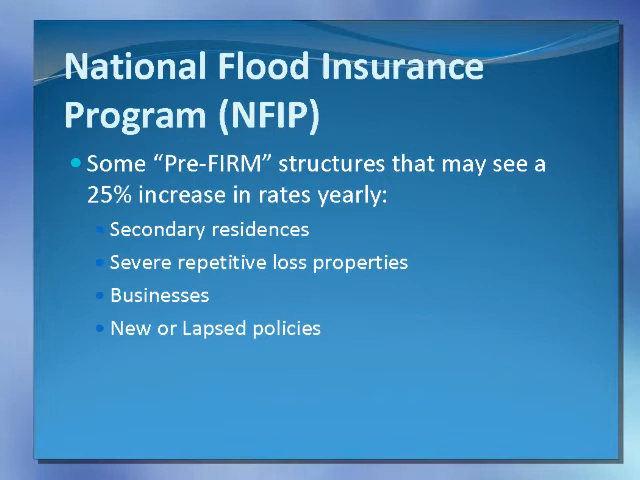 National Flood Insurance
Program (NFIP)
Some “Pre-FIRM” structures that may see a
25% increase in rates yearly:
Secondary residences
Severe repetitive loss properties
Businesses
New or Lapsed policies